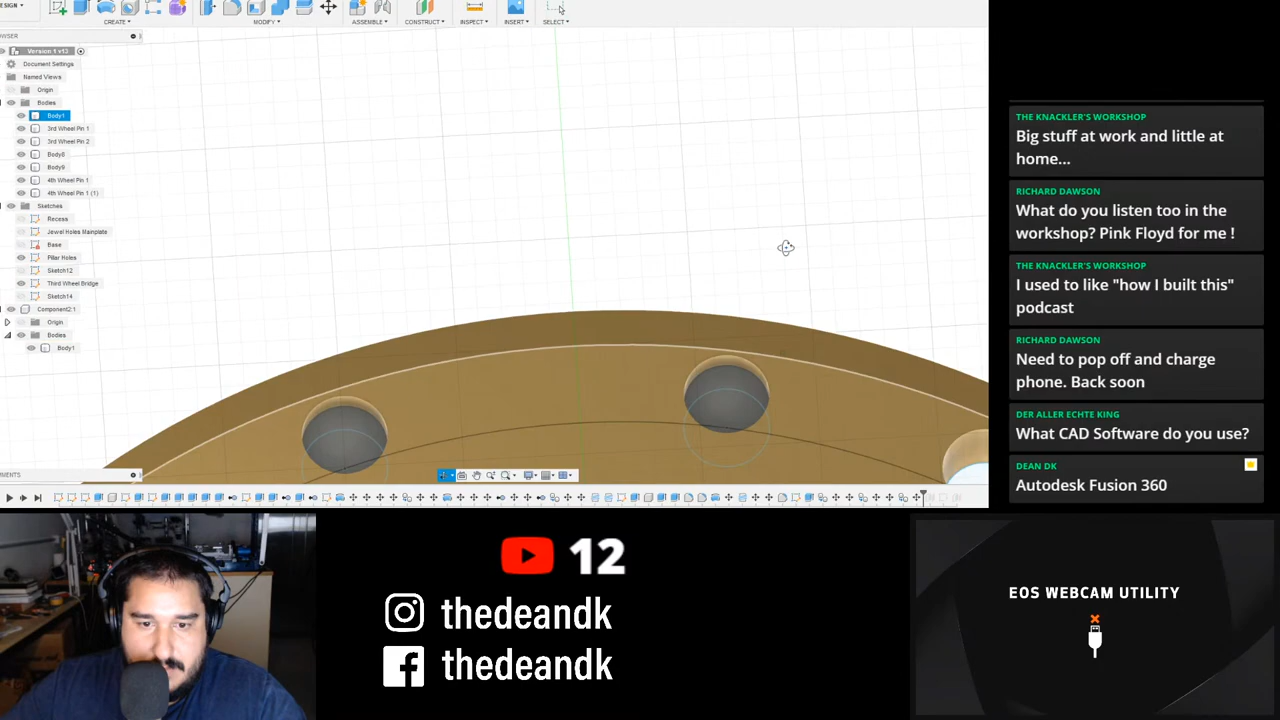 DESIGN
CREATE
MODIFY
ASSEMBLE
CONSTRUCT
INSPECT
INSERT
SELECT
Version 1 v13
Document Settings
Named Views
Origin
Bodies
Body1
3rd Wheel Pin 1
3rd Wheel Pin 2
Body8
Body9
4th Wheel Pin 1
4th Wheel Pin 1 (1)
Sketches
Recess
Jewel Holes Mainplate
Base
Pillar Holes
Sketch12
Third Wheel Bridge
Sketch14
Component2:1
Origin
Bodies
Body1
THE KNACKLER'S WORKSHOP
Big stuff at work and little at
home...
RICHARD DAWSON
What do you listen too in the
workshop? Pink Floyd for me !
THE KNACKLER'S WORKSHOP
I used to like "how I built this"
podcast
RICHARD DAWSON
Need to pop off and charge
phone. Back soon
DER ALLER ECHTE KING
What CAD Software do you use?
DEAN DK
Autodesk Fusion 360
12
thedeandk
thedeandk
EOS WEBCAM UTILITY